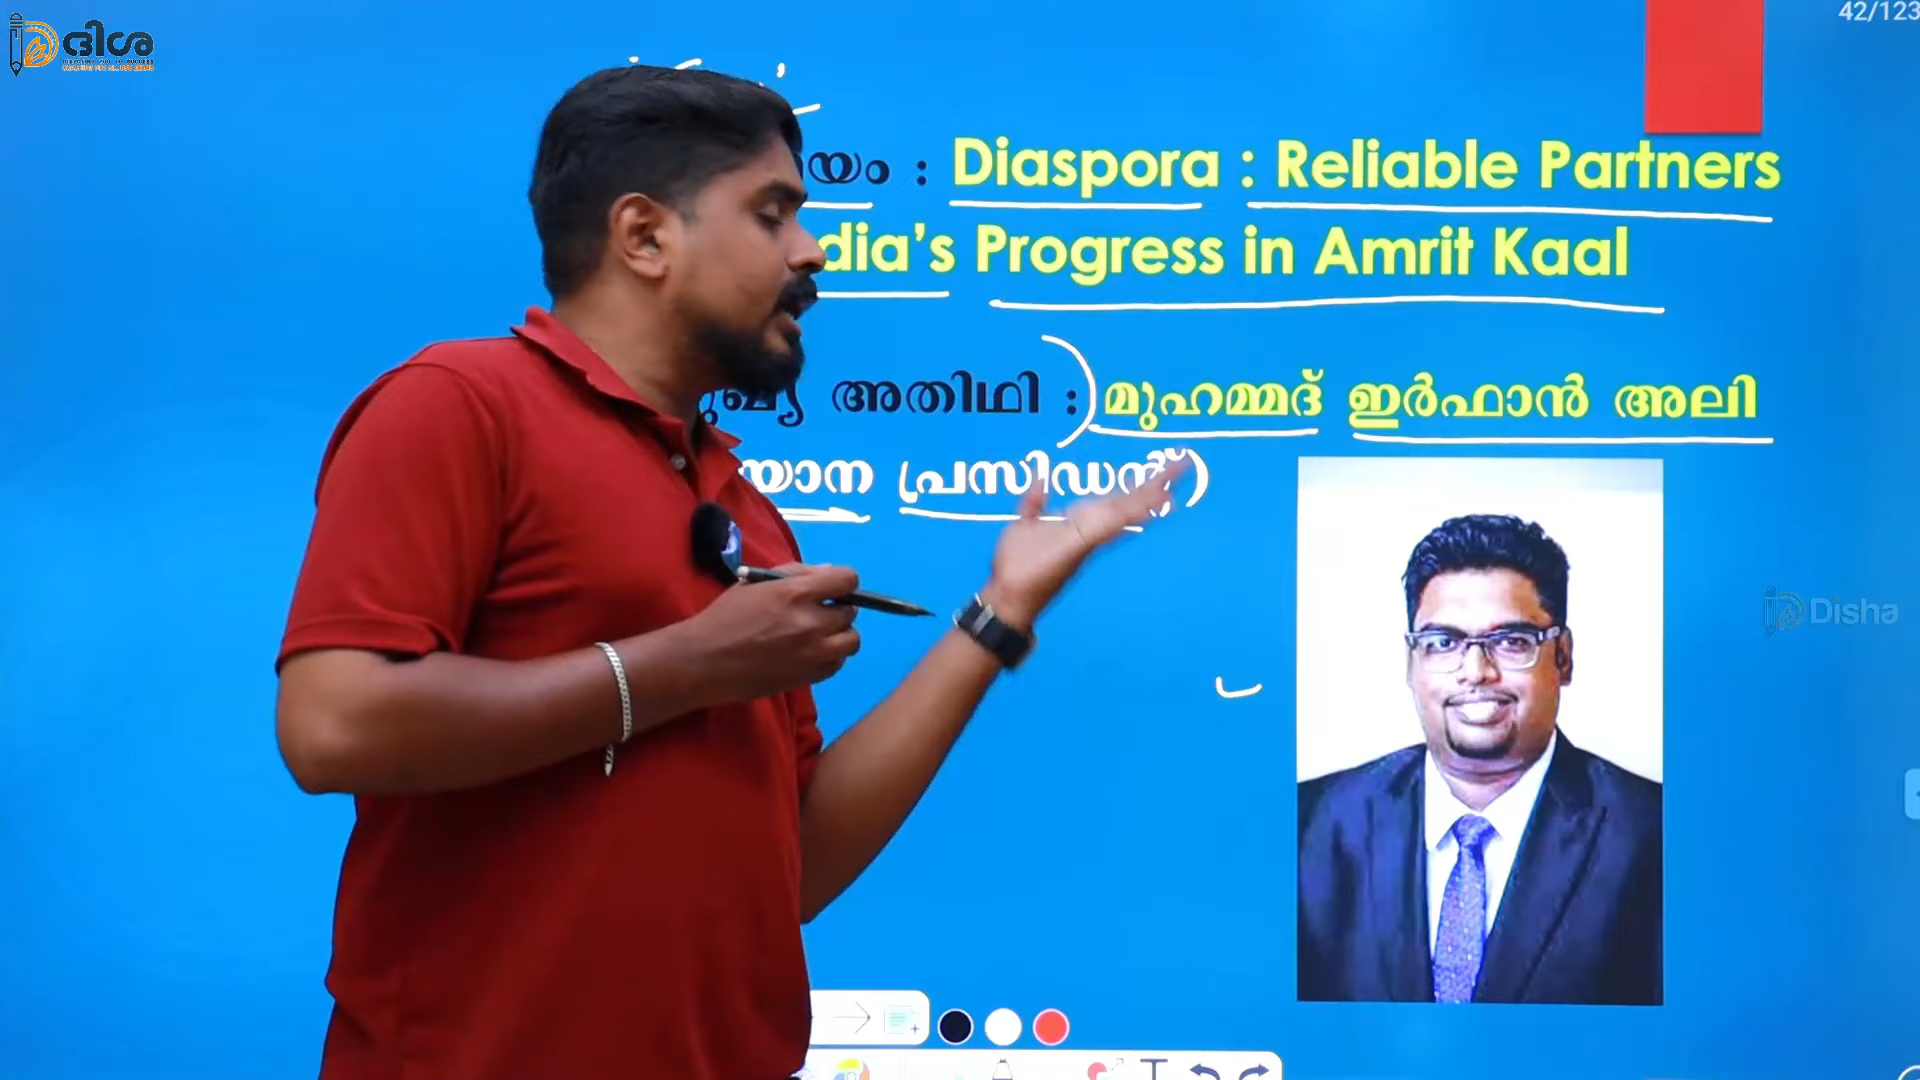 ദിശ
42/123
യം : Diaspora : Reliable Partners
dia's Progress in Amrit Kaal
മുഖ്യ അതിഥി : മുഹമ്മദ് ഇർഫാൻ അലി
യാന പ്രസിഡന്റ്)
Disha